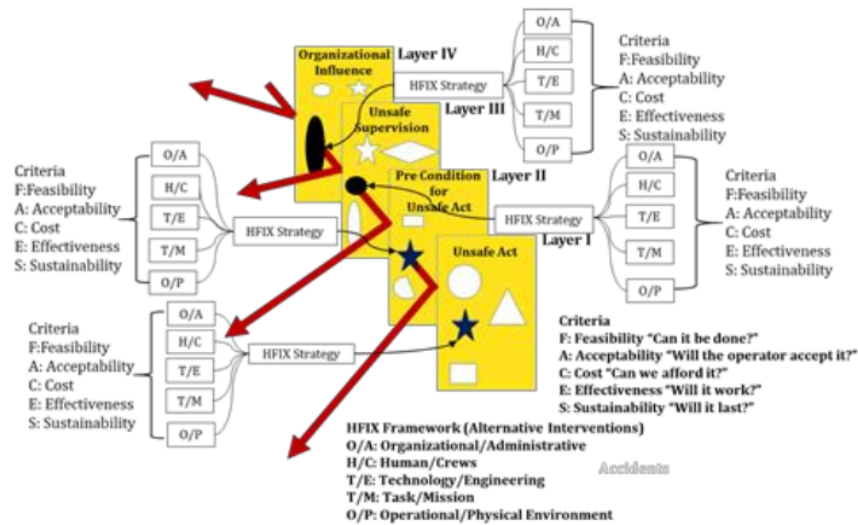 Organizational
Influence
Layer IV
HFIX Strategy
O/A
H/C
T/E
T/M
O/P
Criteria
F:Feasibility
A: Acceptability
C: Cost
E: Effectiveness
S: Sustainability
Layer III
Unsafe
Supervision
Layer II
Pre Condition
for
Unsafe Act
HFIX Strategy
O/A
H/C
T/E
T/M
O/P
Criteria
F:Feasibility
A: Acceptability
C: Cost
E: Effectiveness
S: Sustainability
Criteria
F:Feasibility
A: Acceptability
C: Cost
E: Effectiveness
S: Sustainability
O/A
H/C
T/E
T/M
O/P
HFIX Strategy
Layer I
Unsafe Act
Criteria
F:Feasibility
A: Acceptability
C: Cost
E: Effectiveness
S: Sustainability
O/A
H/C
T/E
T/M
O/P
HFIX Strategy
Criteria
F: Feasibility “Can it be done?”
A: Acceptability “Will the operator accept it?”
C: Cost “Can we afford it?”
E: Effectiveness “Will it work?”
S: Sustainability “Will it last?”
HFIX Framework (Alternative Interventions)
O/A: Organizational/Administrative
H/C: Human/Crews
T/E: Technology/Engineering
T/M: Task/Mission
O/P: Operational/Physical Environment
Accidents